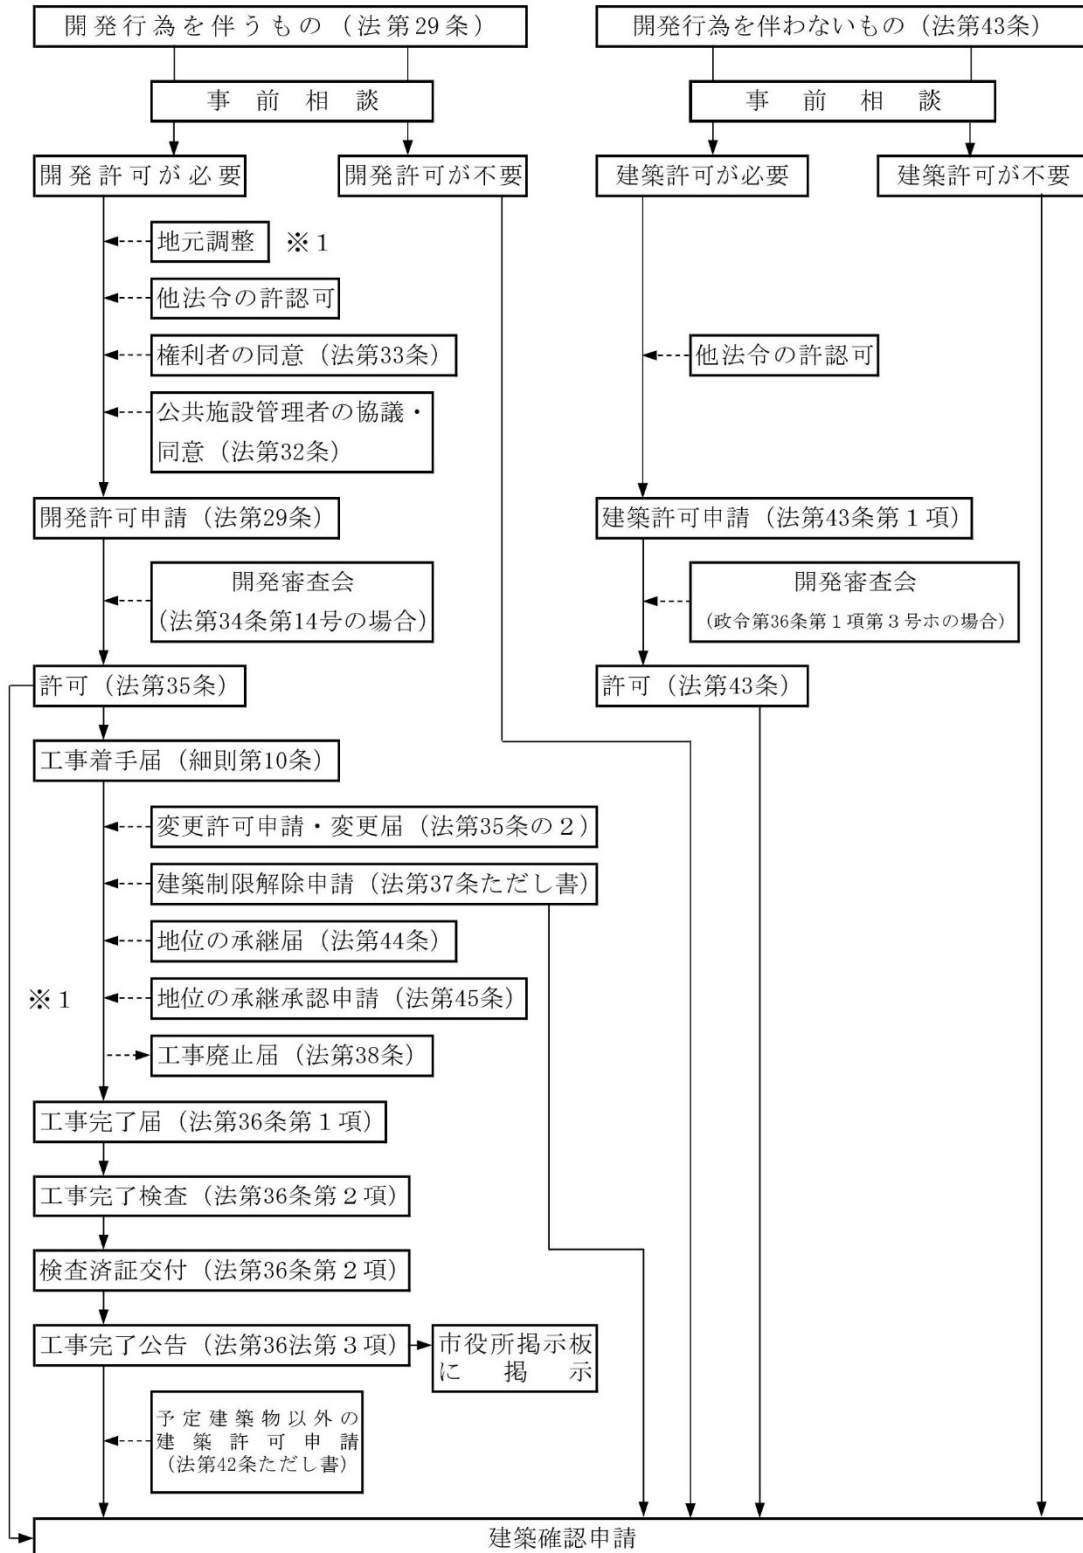 開発行為を伴うもの（法第29条）
開発行為を伴わないもの（法第43条）
事前相談
事前相談
開発許可が必要
開発許可が不要
建築許可が必要
建築許可が不要
地元調整 ※１
他法令の許認可
権利者の同意（法第33条）
他法令の許認可
公共施設管理者の協議・
同意（法第32条）
開発許可申請（法第29条）
建築許可申請（法第43条第１項）
開発審査会
（法第34条第14号の場合）
開発審査会
（政令第36条第１項第３号ホの場合）
許可（法第35条）
許可（法第43条）
工事着手届（細則第10条）
変更許可申請・変更届（法第35条の２）
建築制限解除申請（法第37条ただし書）
地位の承継届（法第44条）
※１
地位の承継承認申請（法第45条）
工事廃止届（法第38条）
工事完了届（法第36条第１項）
工事完了検査（法第36条第２項）
検査済証交付（法第36条第２項）
工事完了公告（法第36法第３項）
市役所掲示板
に掲示
予定建築物以外の
建築許可申請
（法第42条ただし書）
建築確認申請